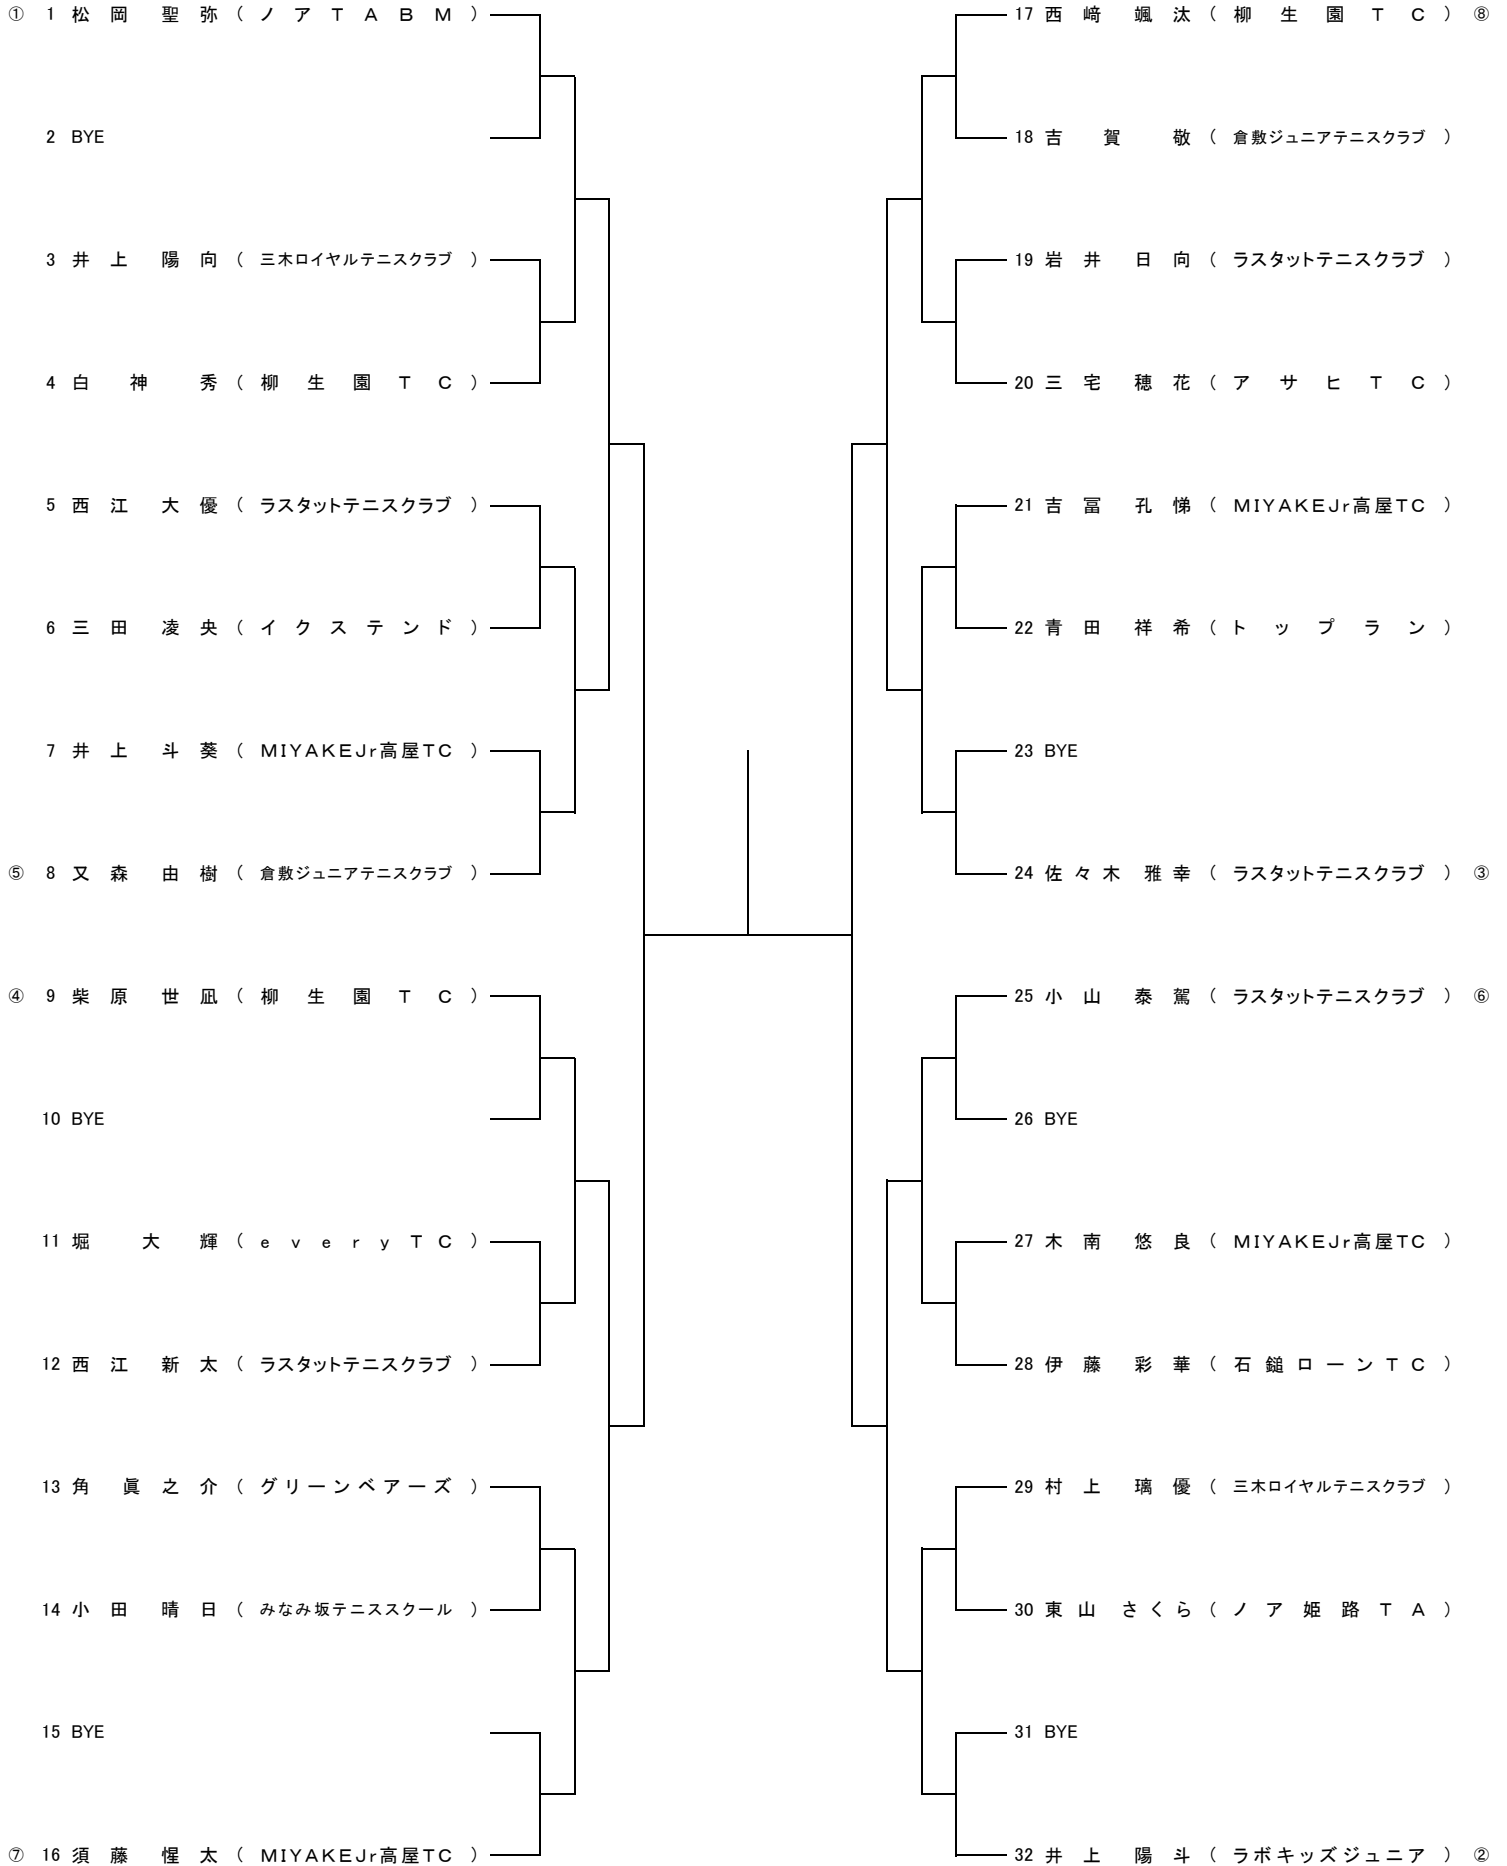 ① 1 松岡 聖弥 (ノアTABM)
2 BYE
3 井上 陽向 (三木ロイヤルテニスクラブ)
4 白神 秀 (柳生園TC)
5 西江 大優 (ラスタットテニスクラブ)
6 三田 凌央 (イクステンド)
7 井上 斗葵 (MIYAKEJr高屋TC)
⑤ 8 又森 由樹 (倉敷ジュニアテニスクラブ)
④ 9 柴原 世凪 (柳生園TC)
10 BYE
11 堀 大輝 (everyTC)
12 西江 新太 (ラスタットテニスクラブ)
13 角 眞之介 (グリーンベアーズ)
14 小田 晴日 (みなみ坂テニススクール)
15 BYE
⑦ 16 須藤 惺太 (MIYAKEJr高屋TC)
17 西﨑 颯汰 (柳生園TC) ⑧
18 吉賀 敬 (倉敷ジュニアテニスクラブ)
19 岩井 日向 (ラスタットテニスクラブ)
20 三宅 穂花 (アサヒTC)
21 吉冨 孔悌 (MIYAKEJr高屋TC)
22 青田 祥希 (トップラン)
23 BYE
24 佐々木 雅幸 (ラスタットテニスクラブ) ③
25 小山 泰駕 (ラスタットテニスクラブ) ⑥
26 BYE
27 木南 悠良 (MIYAKEJr高屋TC)
28 伊藤 彩華 (石鎚ローンTC)
29 村上 璃優 (三木ロイヤルテニスクラブ)
30 東山 さくら (ノア姫路TA)
31 BYE
32 井上 陽斗 (ラボキッズジュニア) ②